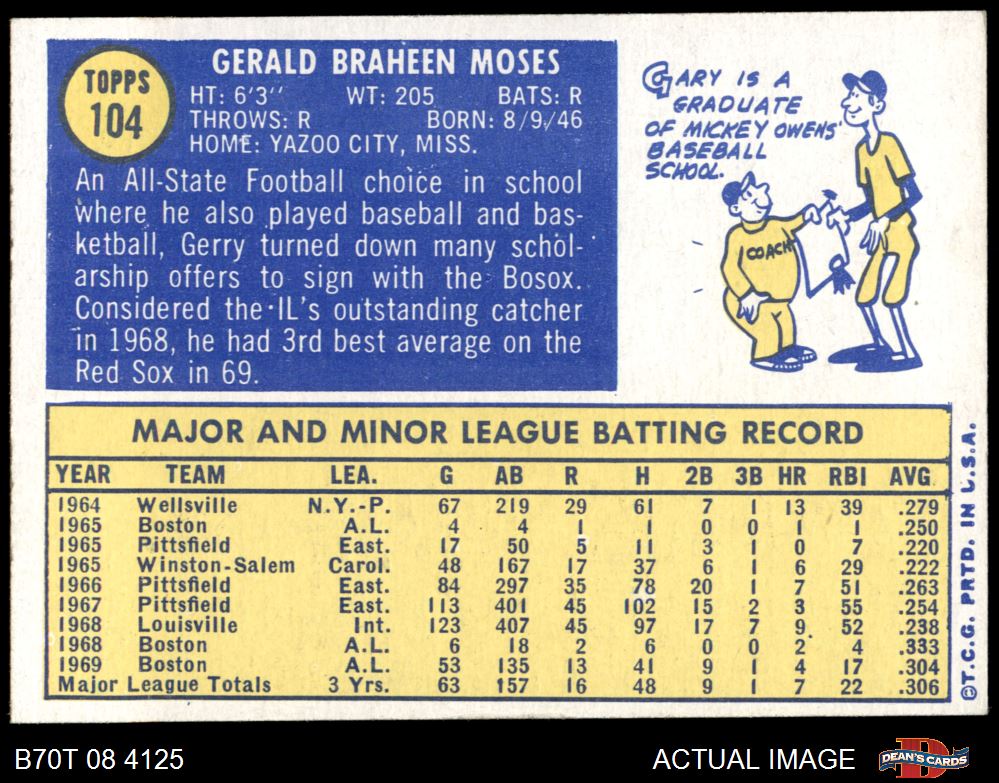 TOPPS
104
GERALD BRAHEEN MOSES
HT: 6'3'' WT: 205 BATS: R
THROWS: R BORN: 8/9/46
HOME: YAZOO CITY, MISS.
An All-State Football choice in school
where he also played baseball and bas-
ketball, Gerry turned down many schol-
arship offers to sign with the Bosox.
Considered the IL's outstanding catcher
in 1968, he had 3rd best average on the
Red Sox in 69.
GARY IS A
GRADUATE
OF MICKEY OWENS'
BASEBALL
SCHOOL.
COACH
MAJOR AND MINOR LEAGUE BATTING RECORD
YEAR TEAM LEA. G AB R H 2B 3B HR RBI AVG.
1964 Wellsville N.Y.-P. 67 219 29 61 7 1 13 39 .279
1965 Boston A.L. 4 4 1 1 0 0 1 1 .250
1965 Pittsfield East. 17 50 5 11 3 1 0 7 .220
1965 Winston-Salem Carol. 48 167 17 37 6 1 6 29 .222
1966 Pittsfield East. 84 297 35 78 20 1 7 51 .263
1967 Pittsfield East. 113 401 45 102 15 2 3 55 .254
1968 Louisville Int. 123 407 45 97 17 7 9 52 .238
1968 Boston A.L. 6 18 2 6 0 0 2 4 .333
1969 Boston A.L. 53 135 13 41 9 1 4 17 .304
Major League Totals 3 Yrs. 63 157 16 48 9 1 7 22 .306
©T.C.G. PRTD. IN U.S.A.
B70T 08 4125
ACTUAL IMAGE
DEAN'S CARDS